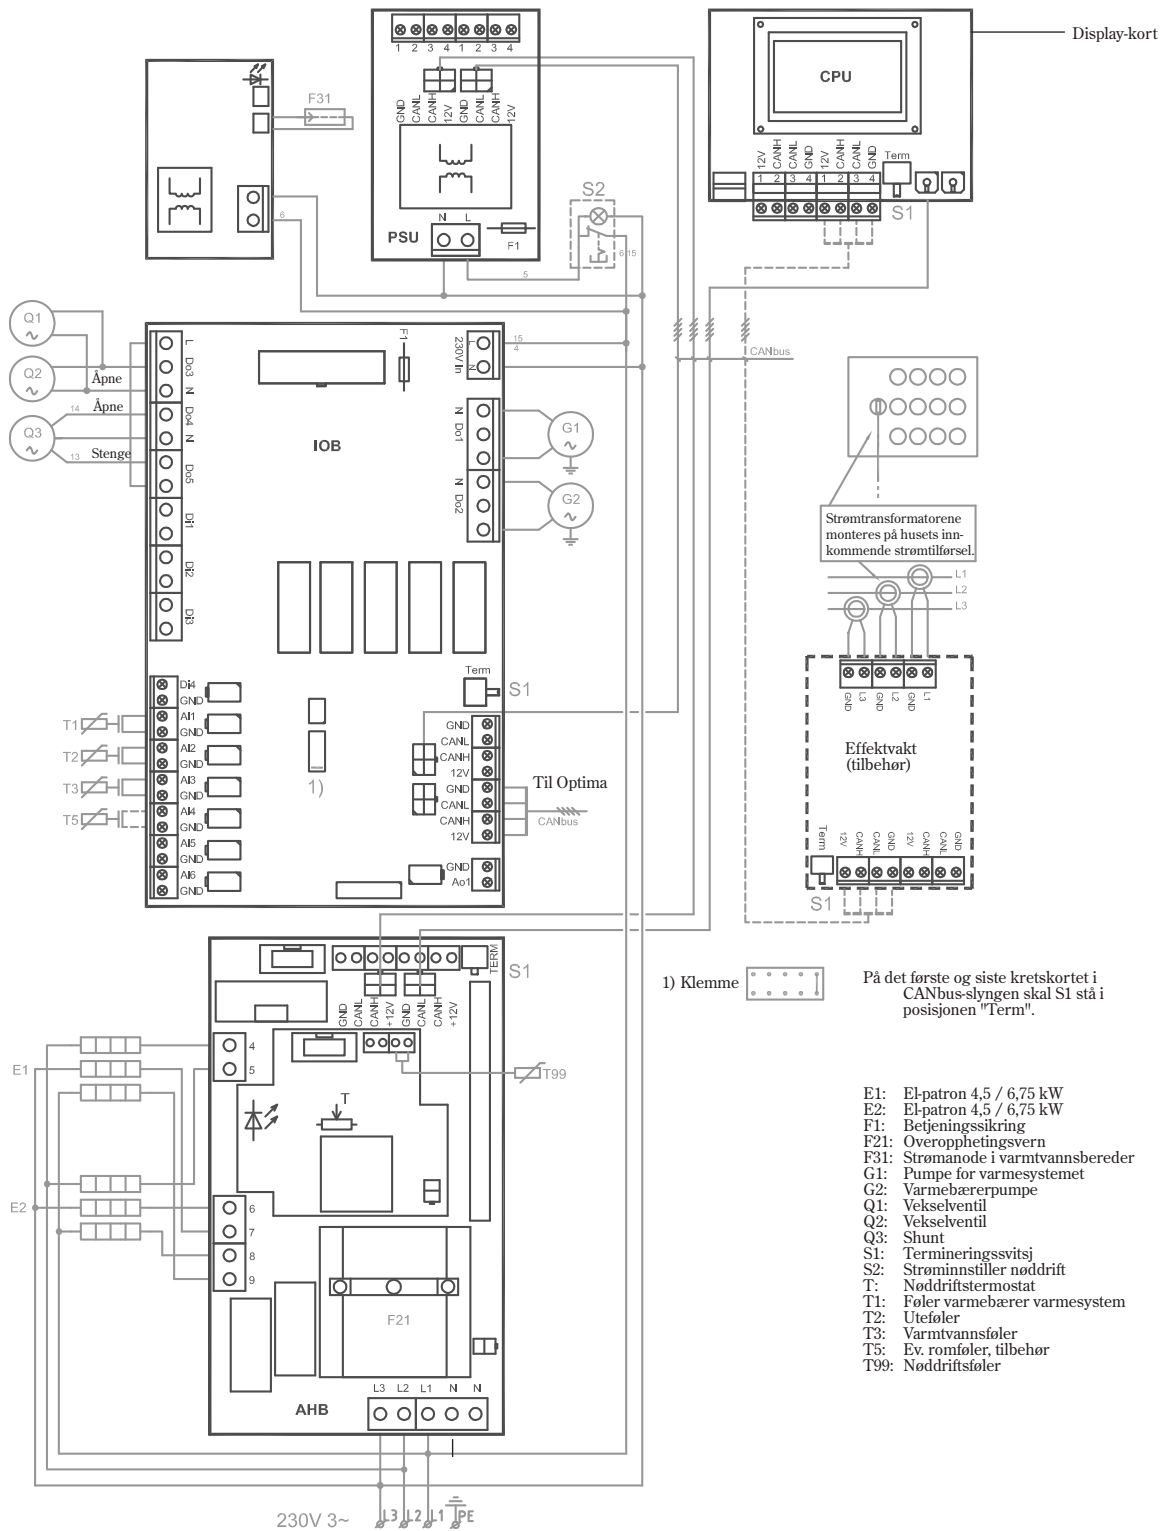 Display-kort
CPU
12V
CANH
CANL
GND
12V
CANH
CANL
GND
Term
1 2 3 4 1 2 3 4
S1
1 2 3 4 1 2 3 4
GND
CANL
CANH
12V
GND
CANL
CANH
12V
N L
PSU
F1
F31
6
S2
5
6 15
Q1
Q2
Åpne
14 Åpne
Q3
13 Stenge
L
Do3
N
Do4
N
Do5
Di1
Di2
Di3
F1
IOB
L
230V In
N
15
4
N
Do1
N
Do2
G1
G2
CANbus
Strømtransformatorene
monteres på husets inn-
kommende strømtilførsel.
L1
L2
L3
GND
L3
GND
L2
GND
L1
Effektvakt
(tilbehør)
Term
12V
CANH
CANL
GND
12V
CANH
CANL
GND
S1
Term
S1
Di4
GND
T1
AI1
GND
T2
AI2
GND
T3
AI3
GND
T5
AI4
GND
AI5
GND
AI6
GND
1)
GND
CANL
CANH
12V
GND
CANL
CANH
12V
Til Optima
CANbus
GND
Ao1
TERM
S1
GND
CANL
CANH
+12V
GND
CANL
CANH
+12V
T99
T
E1
4
5
E2
6
7
8
9
F21
L3 L2 L1 N N
AHB
230V 3~
L3 L2 L1 PE
1) Klemme
På det første og siste kretskortet i
CANbus-slyngen skal S1 stå i
posisjonen "Term".
E1: El-patron 4,5 / 6,75 kW
E2: El-patron 4,5 / 6,75 kW
F1: Betjeningssikring
F21: Overopphetingsvern
F31: Strømanode i varmtvannsbereder
G1: Pumpe for varmesystemet
G2: Varmebærerpumpe
Q1: Vekselventil
Q2: Vekselventil
Q3: Shunt
S1: Termineringssvitsj
S2: Strøminnstiller nøddrift
T: Nøddriftstermostat
T1: Føler varmebærer varmesystem
T2: Uteføler
T3: Varmtvannsføler
T5: Ev. romføler, tilbehør
T99: Nøddriftsføler